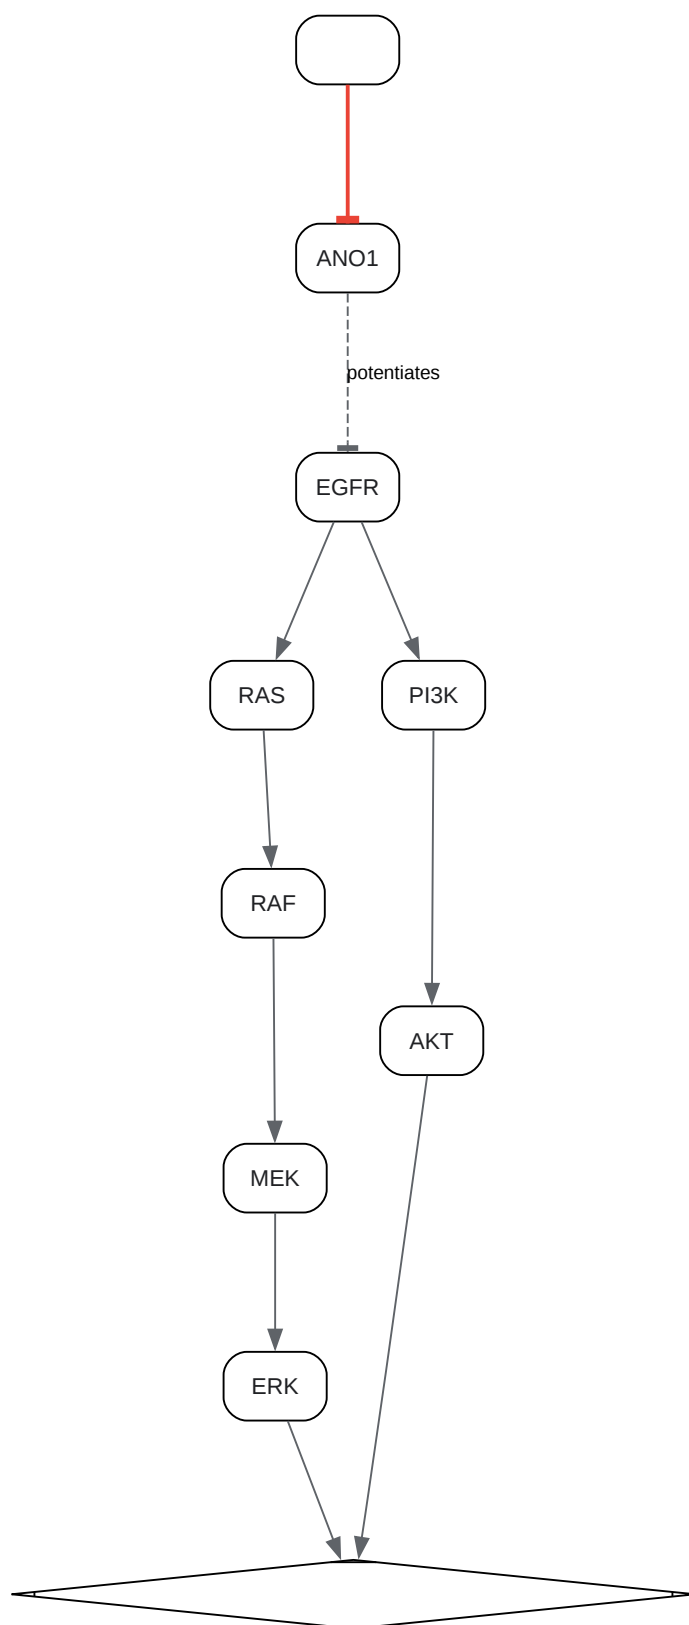 ANO1
potentiates
EGFR
RAS
PI3K
RAF
AKT
MEK
ERK